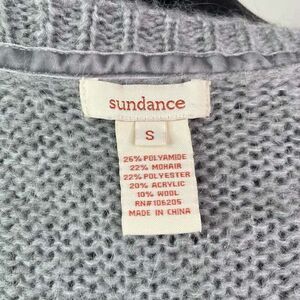 sundance
S
26% POLYAMIDE
22% MOHAIR
22% POLYESTER
20% ACRYLIC
10% WOOL
RN#106205
MADE IN CHINA